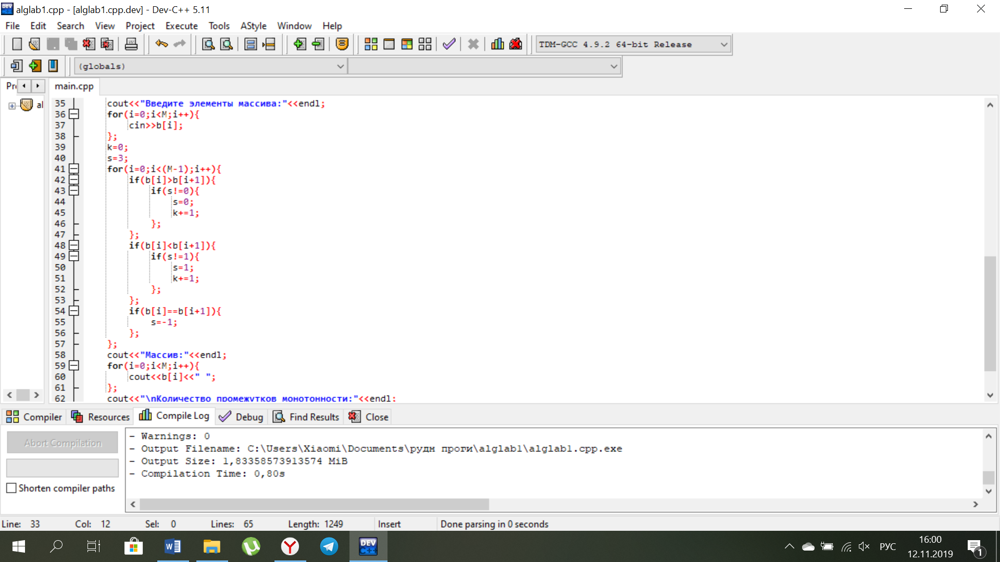 alglab1.cpp - [alglab1.cpp.dev] - Dev-C++ 5.11
File Edit Search View Project Execute Tools AStyle Window Help
TDM-GCC 4.9.2 64-bit Release
(globals)
main.cpp
al
35 cout<<"Введите элементы массива:"<<endl;
36 for(i=0;i<M;i++){
37 cin>>b[i];
38 };
39 k=0;
40 s=3;
41 for(i=0;i<(M-1);i++){
42 if(b[i]>b[i+1]){
43 if(s!=0){
44 s=0;
45 k+=1;
46 };
47 };
48 if(b[i]<b[i+1]){
49 if(s!=1){
50 s=1;
51 k+=1;
52 };
53 };
54 if(b[i]==b[i+1]){
55 s=-1;
56 };
57 };
58 cout<<"Массив:"<<endl;
59 for(i=0;i<M;i++){
60 cout<<b[i]<<" ";
61 };
62 cout<<"\nКоличество промежутков монотонности:"<<endl;
Compiler Resources Compile Log Debug Find Results Close
Abort Compilation
Shorten compiler paths
- Warnings: 0
- Output Filename: C:\Users\Xiaomi\Documents\рудн проги\alglab1\alglab1.cpp.exe
- Output Size: 1,83358573913574 MiB
- Compilation Time: 0,80s
Line: 33 Col: 12 Sel: 0 Lines: 65 Length: 1249 Insert Done parsing in 0 seconds
DEV C++
РУС
16:00
12.11.2019
1